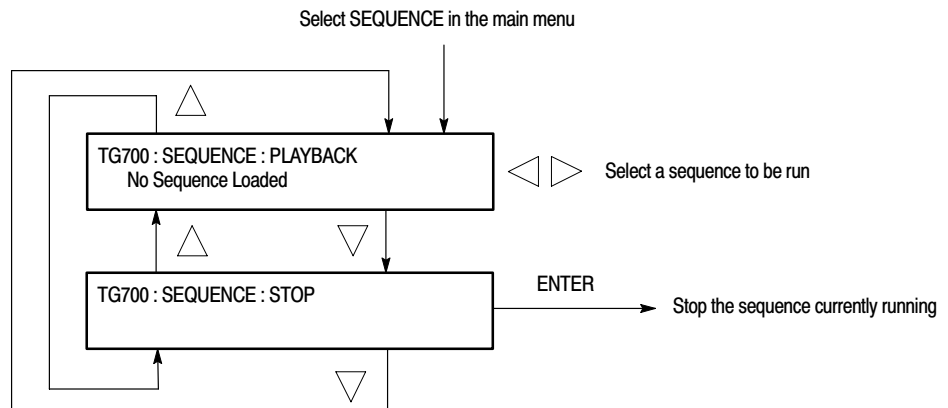 Select SEQUENCE in the main menu
TG700 : SEQUENCE : PLAYBACK
No Sequence Loaded
Select a sequence to be run
TG700 : SEQUENCE : STOP
ENTER
Stop the sequence currently running